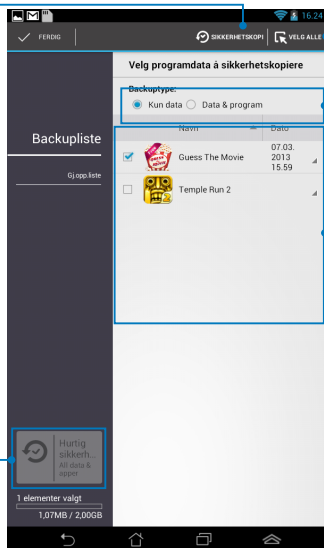 16.24
FERDIG
SIKKERHETSKOPI
VELG ALLE
Velg programdata å sikkerhetskopiere
Backuptype:
Kun data
Data & program
Backupliste
Gj.opp.liste
Navn
Dato
Guess The Movie
07.03.
2013
15.59
Temple Run 2
Hurtig
sikkerh...
All data &
apper
1 elementer valgt
1,07MB / 2,00GB